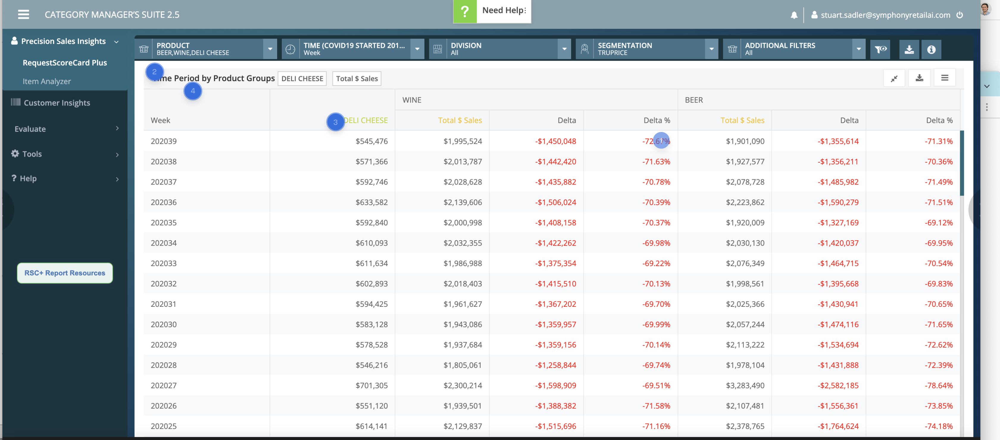 CATEGORY MANAGER'S SUITE 2.5
? Need Help:
stuart.sadler@symphonyretailai.com
Precision Sales Insights
RequestScoreCard Plus
Item Analyzer
Customer Insights
Evaluate
Tools
? Help
RSC+ Report Resources
PRODUCT
BEER,WINE,DELI CHEESE
TIME (COVID19 STARTED 201...
Week
DIVISION
All
SEGMENTATION
TRUPRICE
ADDITIONAL FILTERS
All
2
me Period by Product Groups DELI CHEESE Total $ Sales
4
WINE BEER
Week 3 DELI CHEESE Total $ Sales Delta Delta % Total $ Sales Delta Delta %
202039 $545,476 $1,995,524 -$1,450,048 -72.67% 1 $1,901,090 -$1,355,614 -71.31%
202038 $571,366 $2,013,787 -$1,442,420 -71.63% $1,927,577 -$1,356,211 -70.36%
202037 $592,746 $2,028,628 -$1,435,882 -70.78% $2,078,728 -$1,485,982 -71.49%
202036 $633,582 $2,139,606 -$1,506,024 -70.39% $2,223,862 -$1,590,279 -71.51%
202035 $592,840 $2,000,998 -$1,408,158 -70.37% $1,920,009 -$1,327,169 -69.12%
202034 $610,093 $2,032,355 -$1,422,262 -69.98% $2,030,130 -$1,420,037 -69.95%
202033 $611,634 $1,986,988 -$1,375,354 -69.22% $2,076,349 -$1,464,715 -70.54%
202032 $602,893 $2,018,403 -$1,415,510 -70.13% $1,998,561 -$1,395,668 -69.83%
202031 $594,425 $1,961,627 -$1,367,202 -69.70% $2,025,366 -$1,430,941 -70.65%
202030 $583,128 $1,943,086 -$1,359,957 -69.99% $2,057,244 -$1,474,116 -71.65%
202029 $578,528 $1,937,684 -$1,359,156 -70.14% $2,113,222 -$1,534,694 -72.62%
202028 $546,216 $1,805,061 -$1,258,844 -69.74% $1,978,104 -$1,431,888 -72.39%
202027 $701,305 $2,300,214 -$1,598,909 -69.51% $3,283,490 -$2,582,185 -78.64%
202026 $551,120 $1,939,501 -$1,388,382 -71.58% $2,107,481 -$1,556,361 -73.85%
202025 $614,141 $2,129,837 -$1,515,696 -71.16% $2,378,765 -$1,764,624 -74.18%